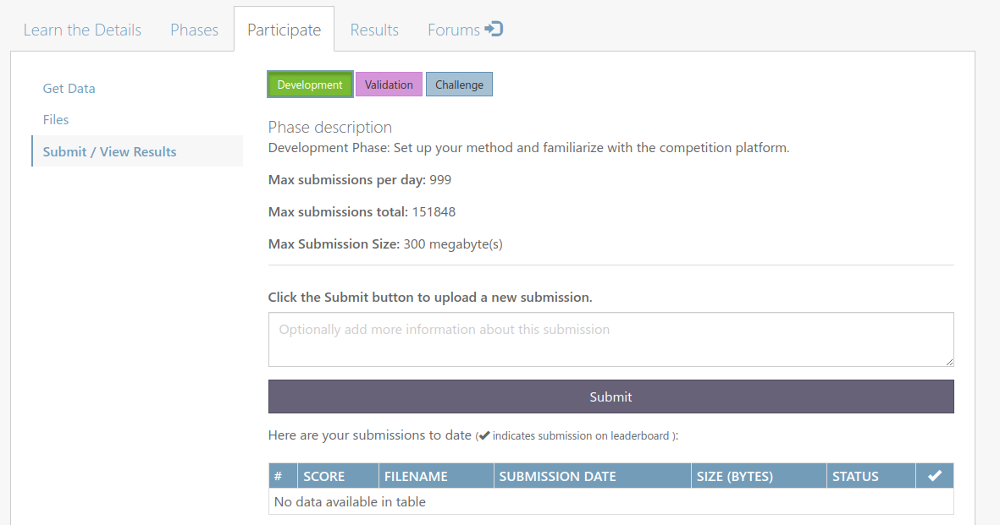 Learn the Details Phases Participate Results Forums
Get Data
Files
Submit / View Results
Development Validation Challenge
Phase description
Development Phase: Set up your method and familiarize with the competition platform.
Max submissions per day: 999
Max submissions total: 151848
Max Submission Size: 300 megabyte(s)
Click the Submit button to upload a new submission.
Optionally add more information about this submission
Submit
Here are your submissions to date (✔ indicates submission on leaderboard ):
# SCORE FILENAME SUBMISSION DATE SIZE (BYTES) STATUS ✔
No data available in table